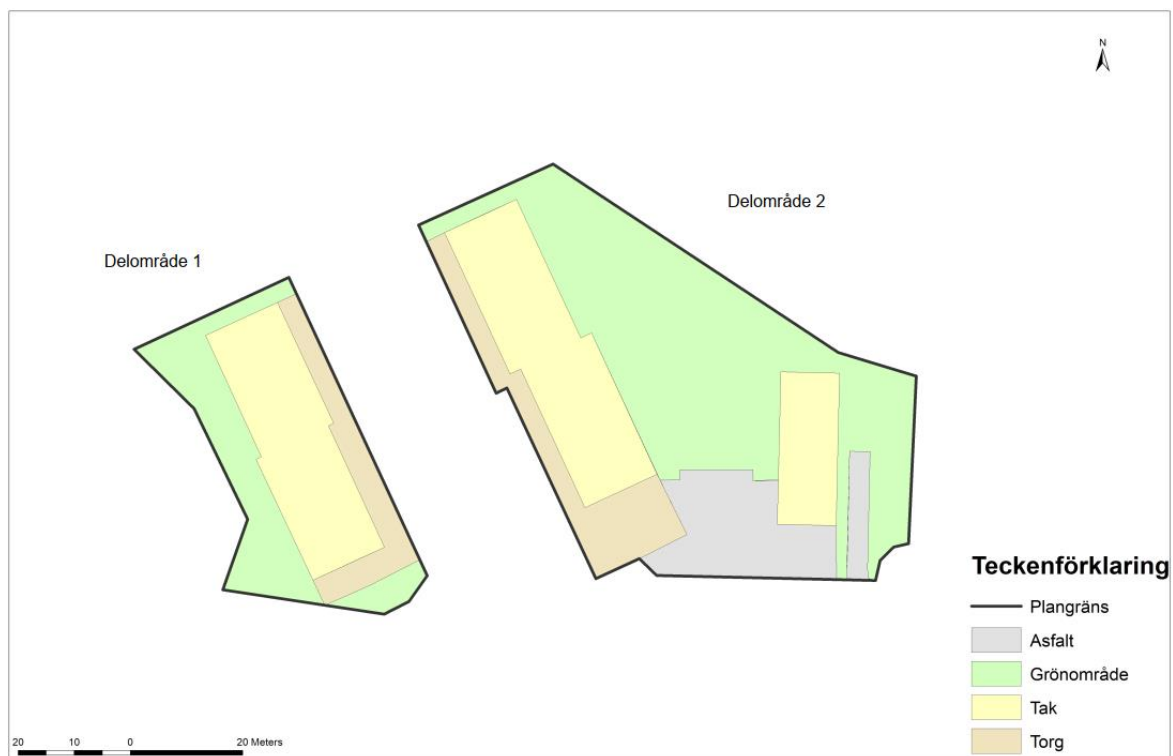 N
Delområde 2
Delområde 1
Teckenförklaring
Plangräns
Asfalt
Grönområde
Tak
Torg
20 10 0 20 Meters